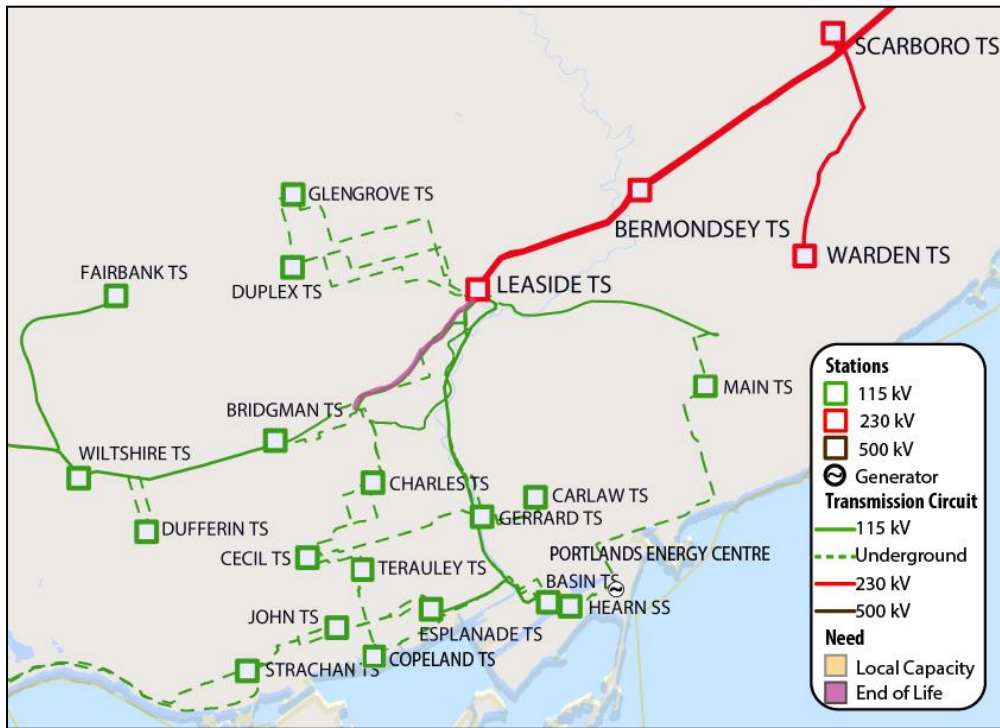 SCARBORO TS
GLENGROVE TS
BERMONDSEY TS
WARDEN TS
FAIRBANK TS
DUPLEX TS
LEASIDE TS
MAIN TS
BRIDGMAN TS
WILTSHIRE TS
CHARLES TS
CARLAW TS
GERRARD TS
DUFFERIN TS
CECIL TS
TERAULEY TS
PORTLANDS ENERGY CENTRE
BASIN TS
HEARN SS
JOHN TS
ESPLANADE TS
COPELAND TS
STRACHAN TS
Stations
115 kV
230 kV
500 kV
Generator
Transmission Circuit
115 kV
Underground
230 kV
500 kV
Need
Local Capacity
End of Life